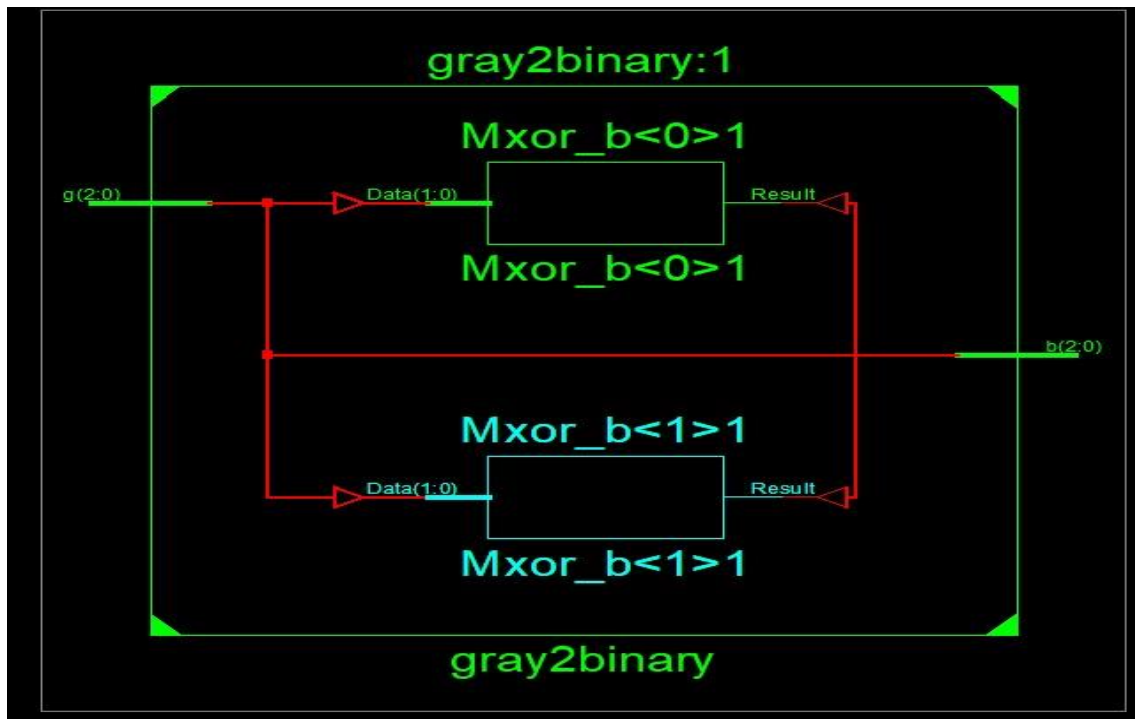 gray2binary:1
Mxor_b<0>1
g(2:0)
Data(1:0)
Result
Mxor_b<0>1
b(2:0)
Mxor_b<1>1
Data(1:0)
Result
Mxor_b<1>1
gray2binary